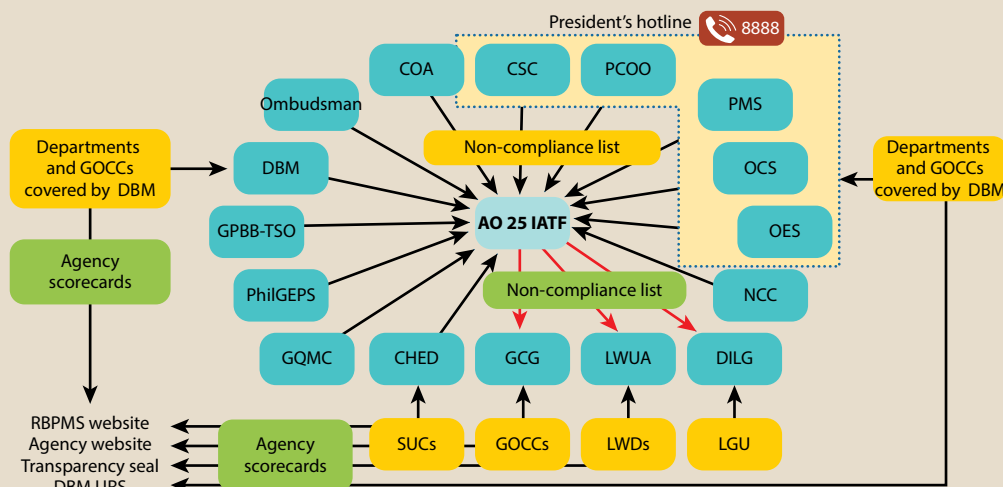 President's hotline
8888
COA
CSC
PCOO
Ombudsman
PMS
Non-compliance list
Departments
and GOCCs
covered by DBM
DBM
OCS
Departments
and GOCCs
covered by DBM
AO 25 IATF
GPBB-TSO
OES
Agency
scorecards
PhilGEPS
Non-compliance list
NCC
GQMC
CHED
GCG
LWUA
DILG
RBPMS website
Agency website
Transparency seal
DBM URS
Agency
scorecards
SUCs
GOCCs
LWDs
LGU